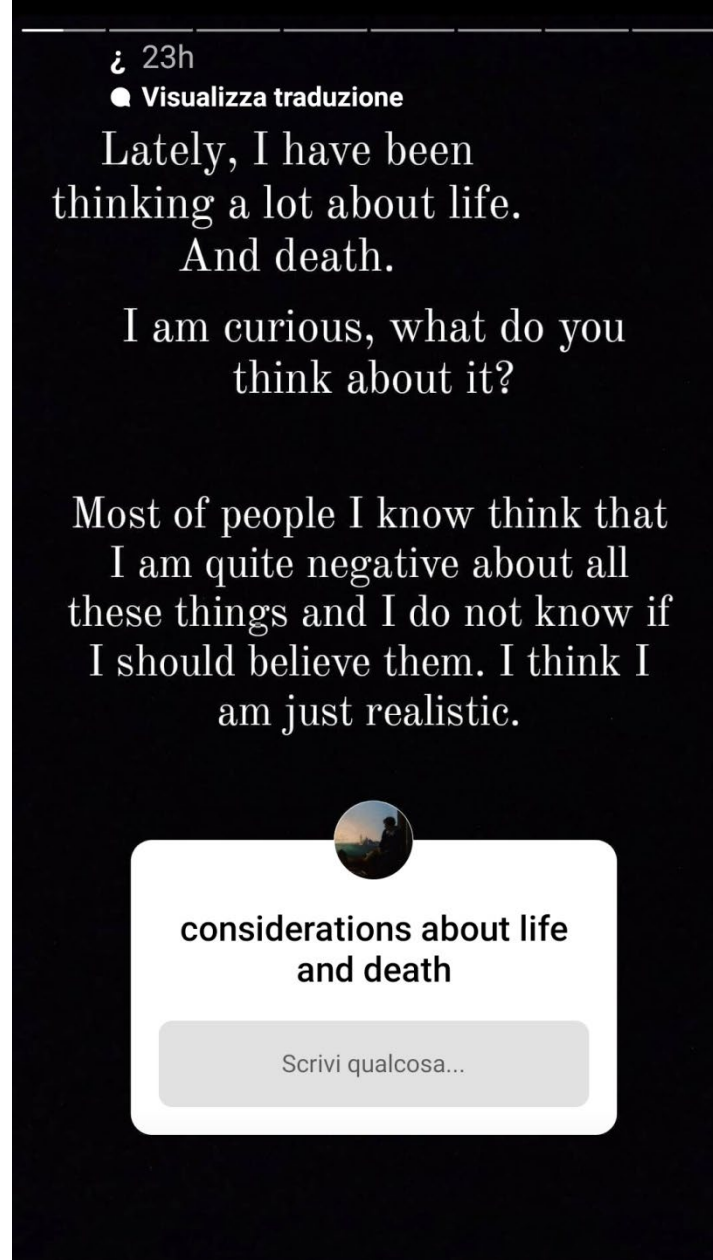 ¿ 23h
Visualizza traduzione
Lately, I have been
thinking a lot about life.
And death.
I am curious, what do you
think about it?
Most of people I know think that
I am quite negative about all
these things and I do not know if
I should believe them. I think I
am just realistic.
considerations about life
and death
Scrivi qualcosa...